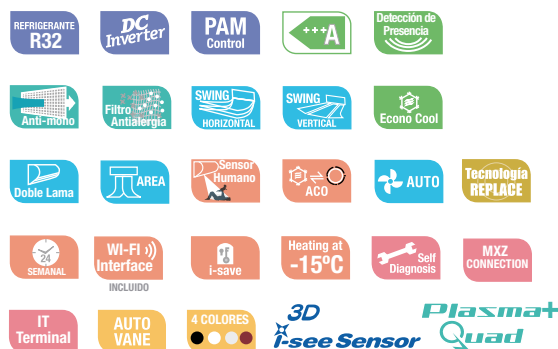 REFRIGERANTE
R32
DC
Inverter
PAM
Control
+++A
Detección de
Presencia
Anti-moho
Filtro
Antialergia
SWING
HORIZONTAL
SWING
VERTICAL
Econo Cool
Doble Lama
AREA
Sensor
Humano
ACO
AUTO
Tecnología
REPLACE
24
SEMANAL
WI-FI
Interface
INCLUIDO
i-save
Heating at
-15ºC
Self
Diagnosis
MXZ
CONNECTION
IT
Terminal
AUTO
VANE
4 COLORES
3D
i-see Sensor
Plasma+
Quad